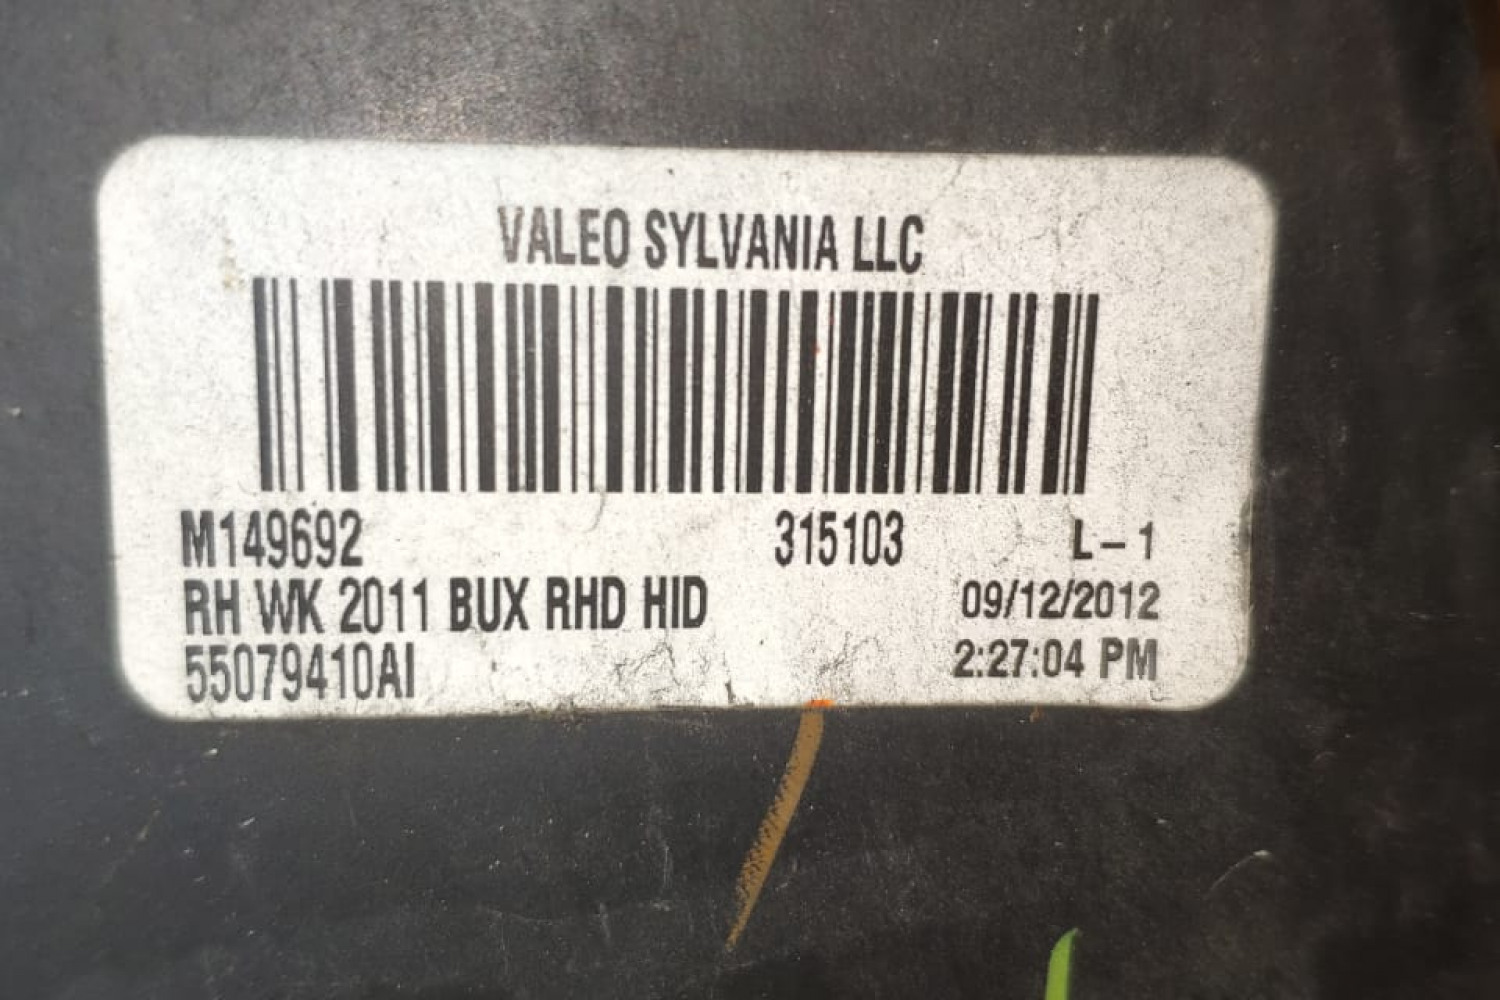 VALEO SYLVANIA LLC
M149692 315103 L-1
RH WK 2011 BUX RHD HID 09/12/2012
55079410AI 2:27:04 PM